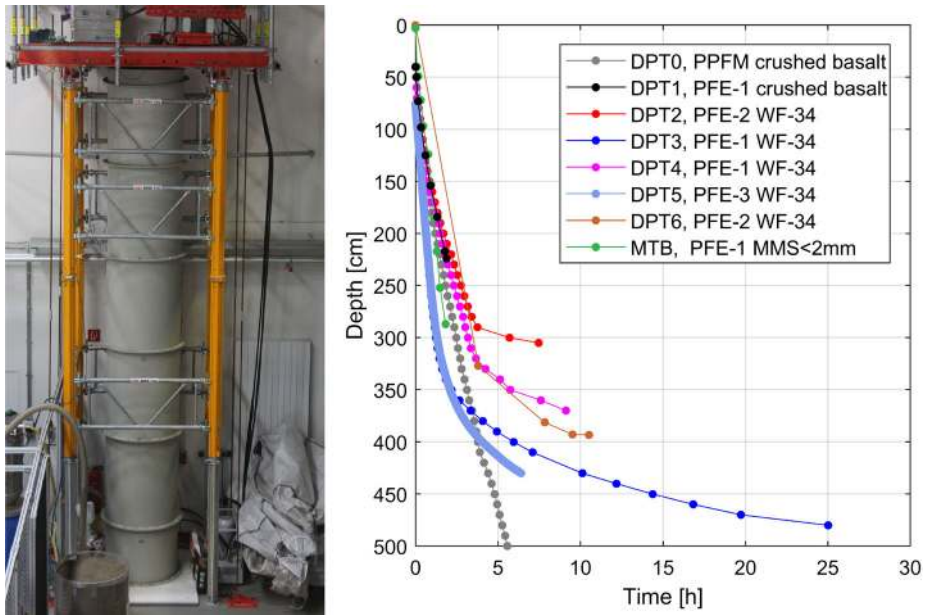 0
50
100
150
200
250
300
350
400
450
500
Depth [cm]
DPT0, PPFM crushed basalt
DPT1, PFE-1 crushed basalt
DPT2, PFE-2 WF-34
DPT3, PFE-1 WF-34
DPT4, PFE-1 WF-34
DPT5, PFE-3 WF-34
DPT6, PFE-2 WF-34
MTB, PFE-1 MMS<2mm
0 5 10 15 20 25 30
Time [h]